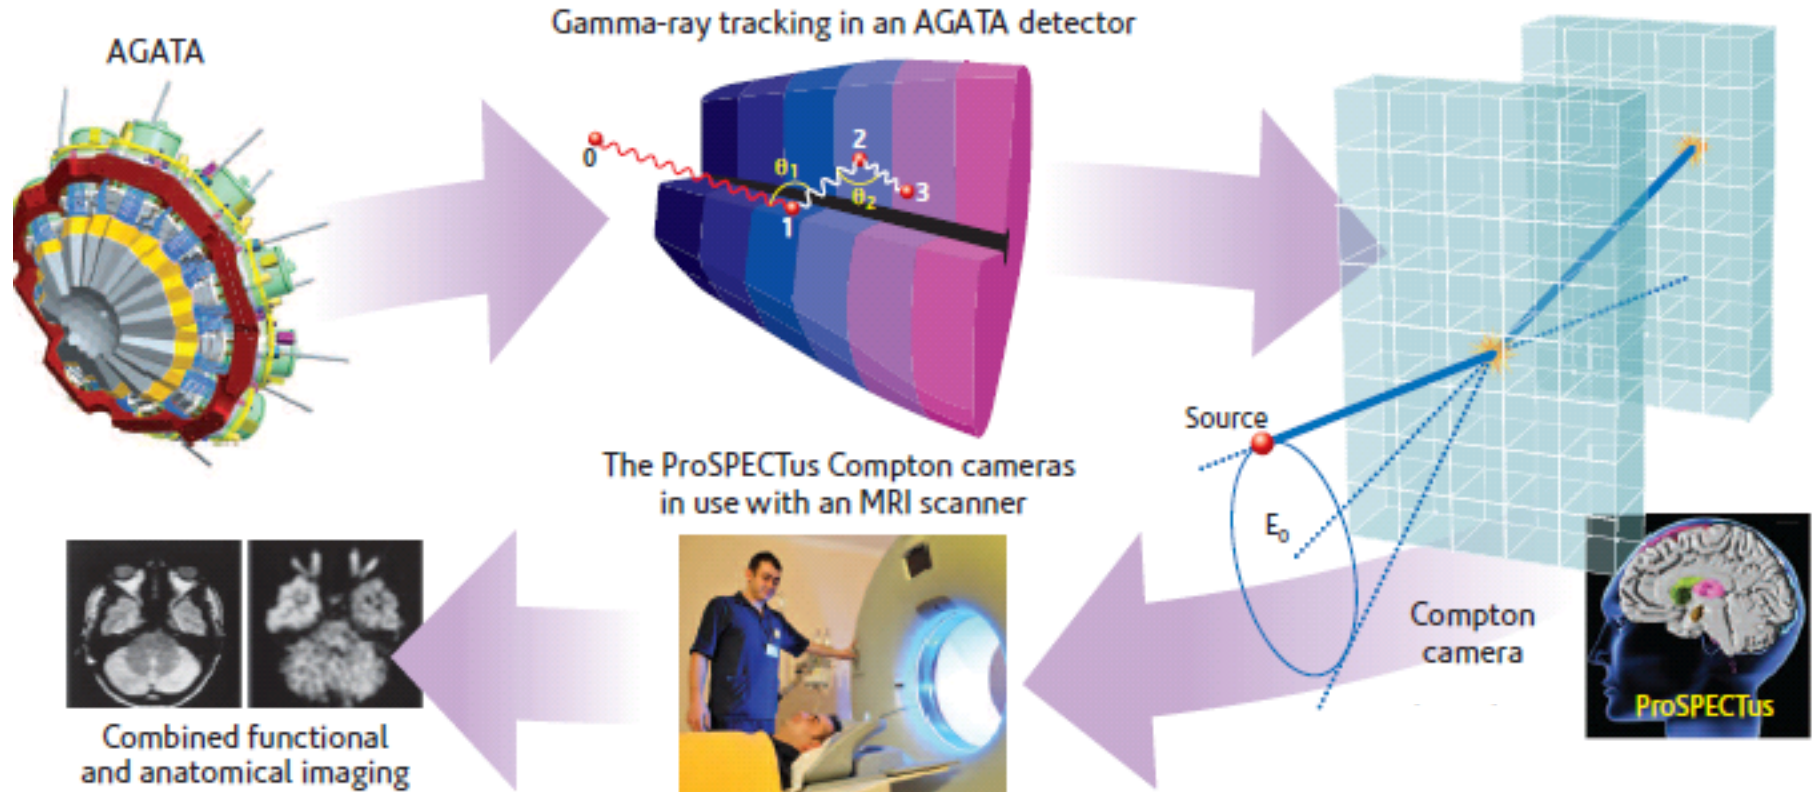 AGATA
Gamma-ray tracking in an AGATA detector
0
θ1
1
2
θ2
3
Source
E0
Compton
camera
ProSPECTus
The ProSPECTus Compton cameras
in use with an MRI scanner
Combined functional
and anatomical imaging